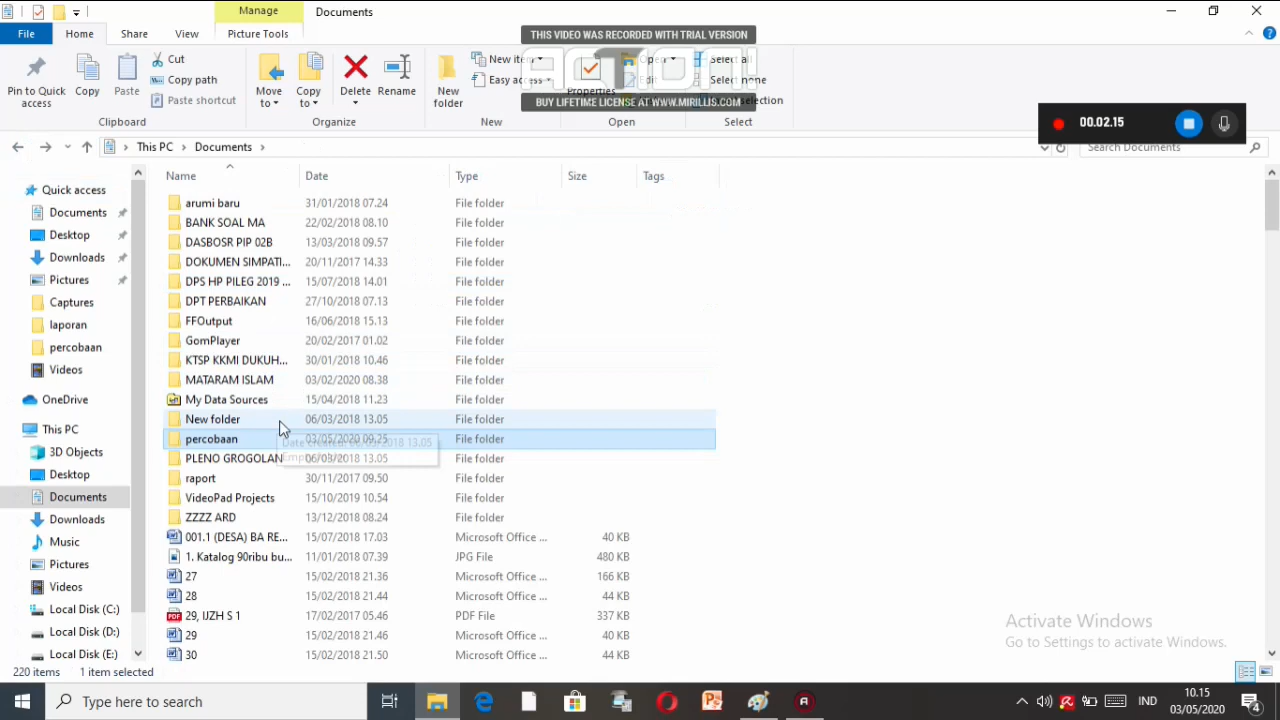 Manage
Documents
File
Home
Share
View
Picture Tools
THIS VIDEO WAS RECORDED WITH TRIAL VERSION
BUY LIFETIME LICENSE AT WWW.MIRILLIS.COM
Pin to Quick access
Copy
Paste
Cut
Copy path
Paste shortcut
Clipboard
Move to
Copy to
Delete
Rename
Organize
New folder
New item
Easy access
New
Properties
Open
Edit
Open
Select all
Select none
selection
Select
00.02.15
This PC
Documents
Search Documents
Name Date Type Size Tags
Quick access
Documents
Desktop
Downloads
Pictures
Captures
laporan
percobaan
Videos
OneDrive
This PC
3D Objects
Desktop
Documents
Downloads
Music
Pictures
Videos
Local Disk (C:)
Local Disk (D:)
Local Disk (E:)
arumi baru 31/01/2018 07.24 File folder
BANK SOAL MA 22/02/2018 08.10 File folder
DASBOSR PIP 02B 13/03/2018 09.57 File folder
DOKUMEN SIMPATI... 20/11/2017 14.33 File folder
DPS HP PILEG 2019 ... 15/07/2018 14.01 File folder
DPT PERBAIKAN 27/10/2018 07.13 File folder
FFOutput 16/06/2018 15.13 File folder
GomPlayer 20/02/2017 01.02 File folder
KTSP KKMI DUKUH... 30/01/2018 10.46 File folder
MATARAM ISLAM 03/02/2020 08.38 File folder
My Data Sources 15/04/2018 11.23 File folder
New folder 06/03/2018 13.05 File folder
percobaan 03/05/2020 09.25 File folder
Date created: 06/03/2018 13.05
PLENO GROGOLAN 06/03/2018 13.05 File folder
raport 30/11/2017 09.50 File folder
VideoPad Projects 15/10/2019 10.54 File folder
ZZZZ ARD 13/12/2018 08.24 File folder
001.1 (DESA) BA RE... 15/07/2018 17.03 Microsoft Office ... 40 KB
1. Katalog 90ribu bu... 11/01/2018 07.39 JPG File 480 KB
27 15/02/2018 21.36 Microsoft Office ... 166 KB
28 15/02/2018 21.44 Microsoft Office ... 44 KB
29, IJZH S 1 17/02/2017 05.46 PDF File 337 KB
29 15/02/2018 21.46 Microsoft Office ... 40 KB
30 15/02/2018 21.50 Microsoft Office ... 44 KB
Activate Windows
Go to Settings to activate Windows.
220 items 1 item selected
Type here to search
IND
10.15
03/05/2020
4